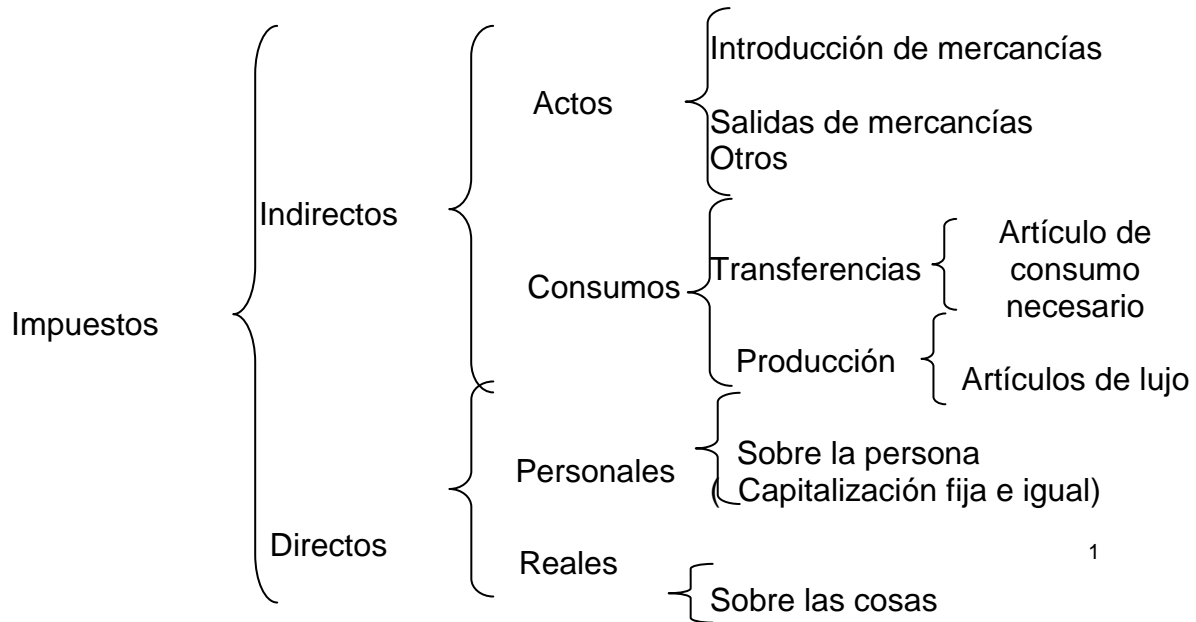 Impuestos
Indirectos
Actos
Introducción de mercancías
Salidas de mercancías
Otros
Consumos
Transferencias
Artículo de
consumo
necesario
Producción
Artículos de lujo
Directos
Personales
Sobre la persona
( Capitalización fija e igual)
Reales
Sobre las cosas
1